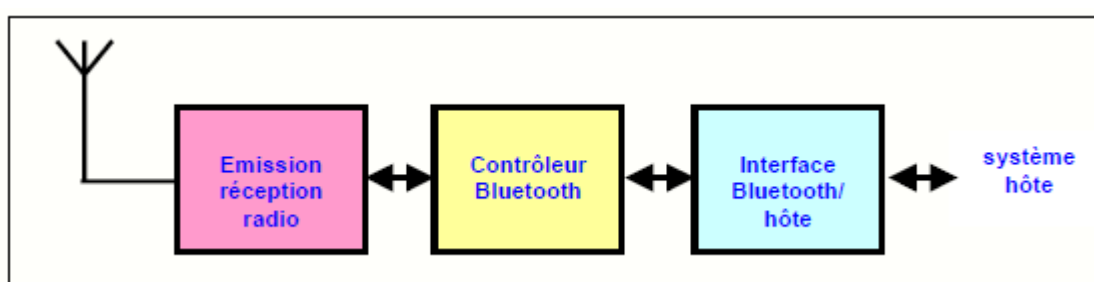 Emission
réception
radio
Contrôleur
Bluetooth
Interface
Bluetooth/
hôte
système
hôte